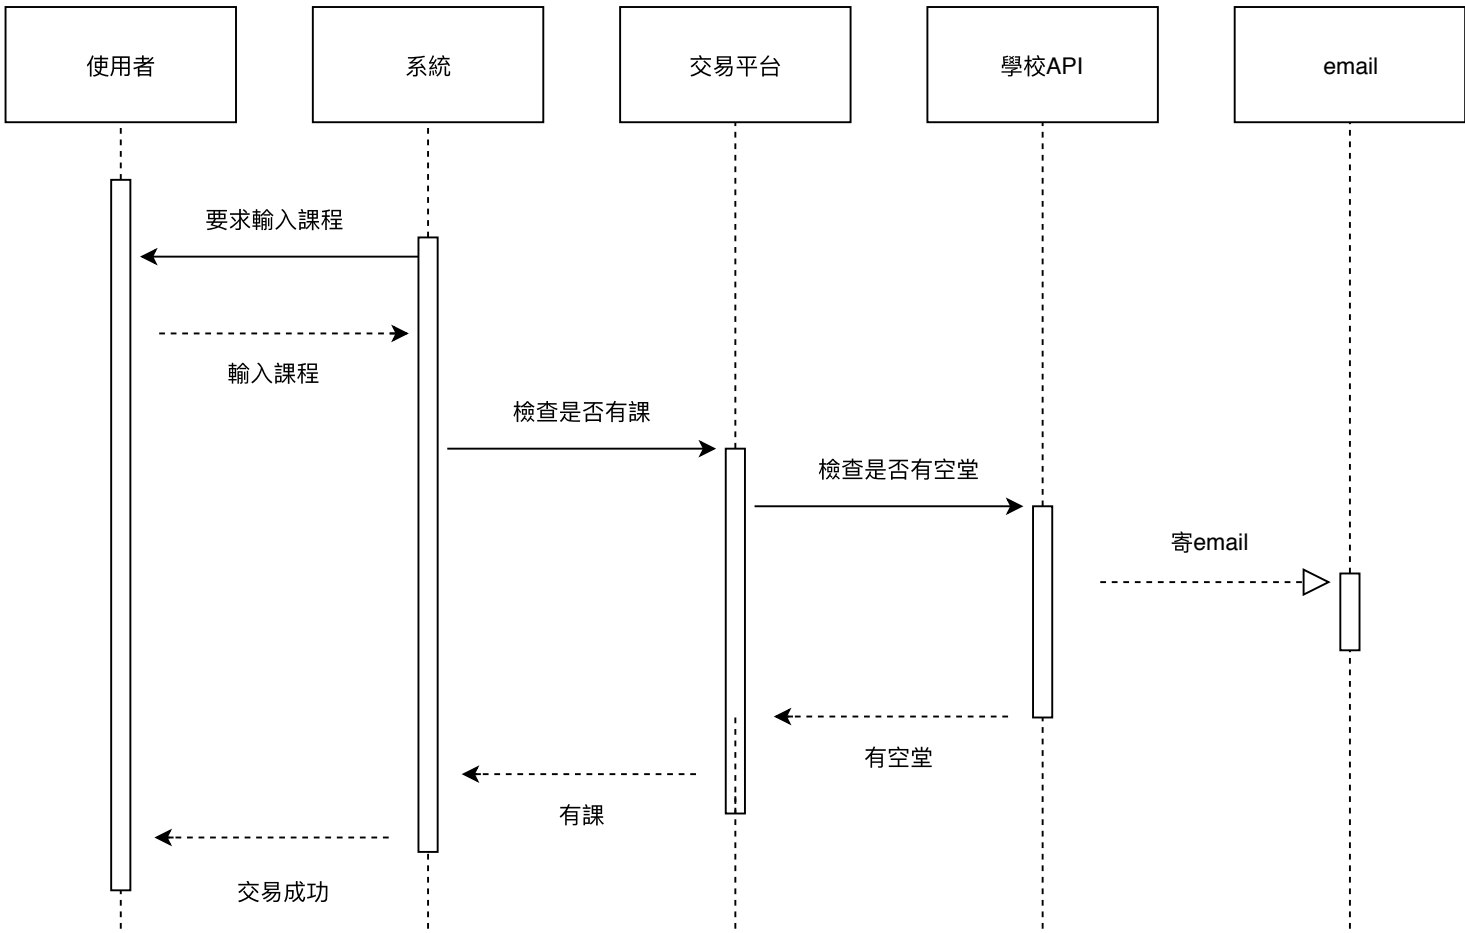 使用者
系統
交易平台
學校API
email
要求輸入課程
輸入課程
檢查是否有課
檢查是否有空堂
寄email
有空堂
有課
交易成功